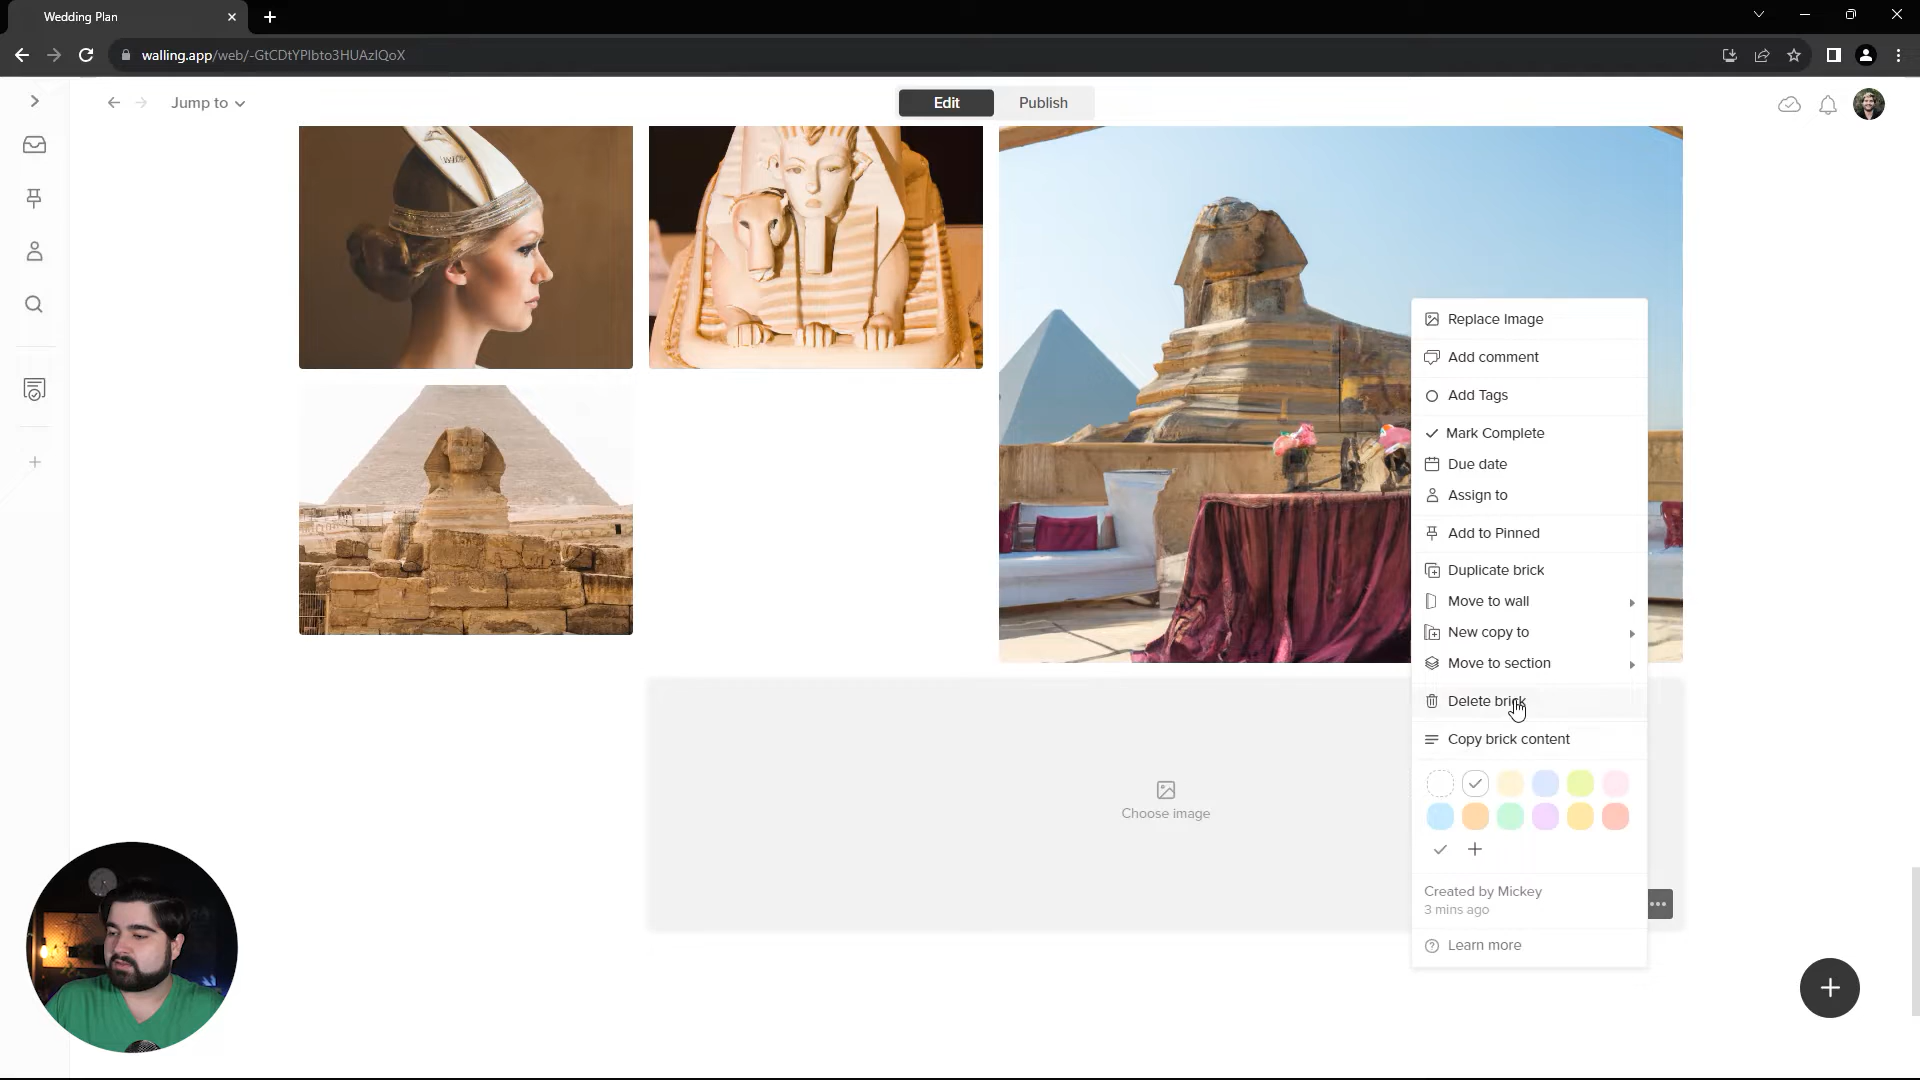 Wedding Plan
walling.app/web/-GtCDtYPlbto3HUAzIQoX
Jump to
Edit
Publish
Replace Image
Add comment
Add Tags
Mark Complete
Due date
Assign to
Add to Pinned
Duplicate brick
Move to wall
New copy to
Move to section
Delete brick
Copy brick content
Choose image
Created by Mickey
3 mins ago
Learn more